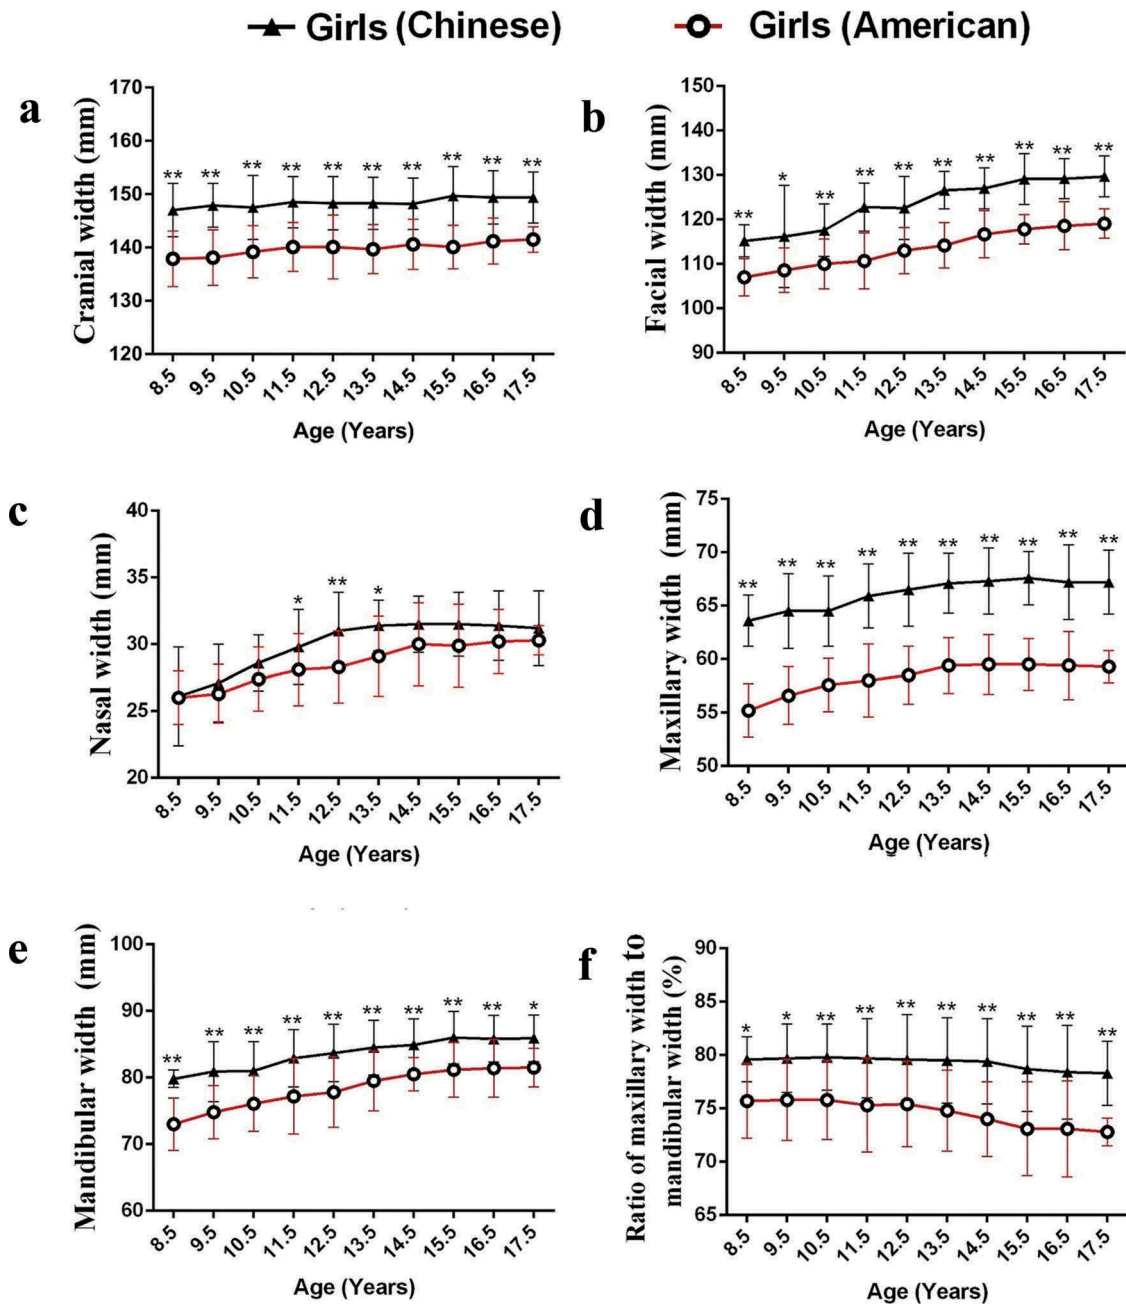 Girls (Chinese) Girls (American)
a
Cranial width (mm)
170
160
150
140
130
120
** ** ** ** ** ** ** ** ** **
8.5 9.5 10.5 11.5 12.5 13.5 14.5 15.5 16.5 17.5
Age (Years)
b
Facial width (mm)
150
140
130
120
110
100
90
** * ** ** ** ** ** ** ** **
8.5 9.5 10.5 11.5 12.5 13.5 14.5 15.5 16.5 17.5
Age (Years)
c
Nasal width (mm)
40
35
30
25
20
* ** *
8.5 9.5 10.5 11.5 12.5 13.5 14.5 15.5 16.5 17.5
Age (Years)
d
Maxillary width (mm)
75
70
65
60
55
50
** ** ** ** ** ** ** ** ** **
8.5 9.5 10.5 11.5 12.5 13.5 14.5 15.5 16.5 17.5
Age (Years)
e
Mandibular width (mm)
100
90
80
70
60
** ** ** ** ** ** ** ** ** *
8.5 9.5 10.5 11.5 12.5 13.5 14.5 15.5 16.5 17.5
Age (Years)
f
Ratio of maxillary width to
mandibular width (%)
90
85
80
75
70
65
* * ** ** ** ** ** ** ** **
8.5 9.5 10.5 11.5 12.5 13.5 14.5 15.5 16.5 17.5
Age (Years)